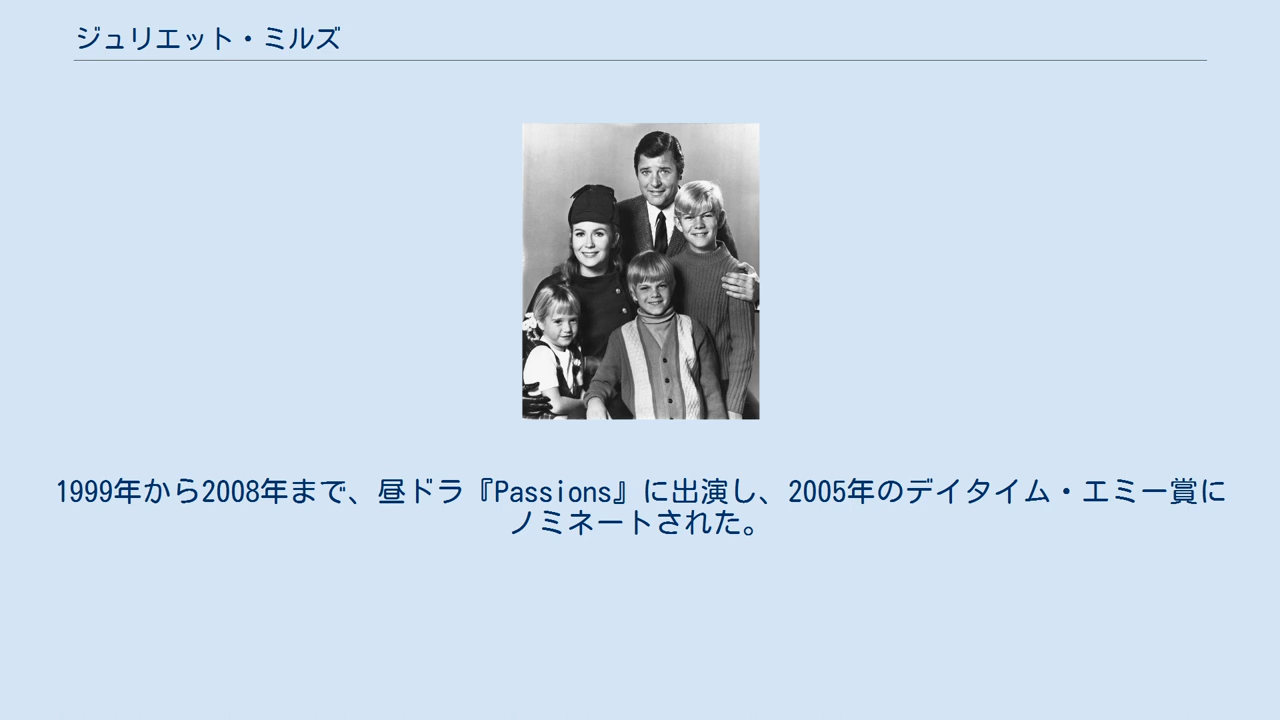 ジュリエット・ミルズ
1999年から2008年まで、昼ドラ『Passions』に出演し、2005年のデイタイム・エミー賞に
ノミネートされた。